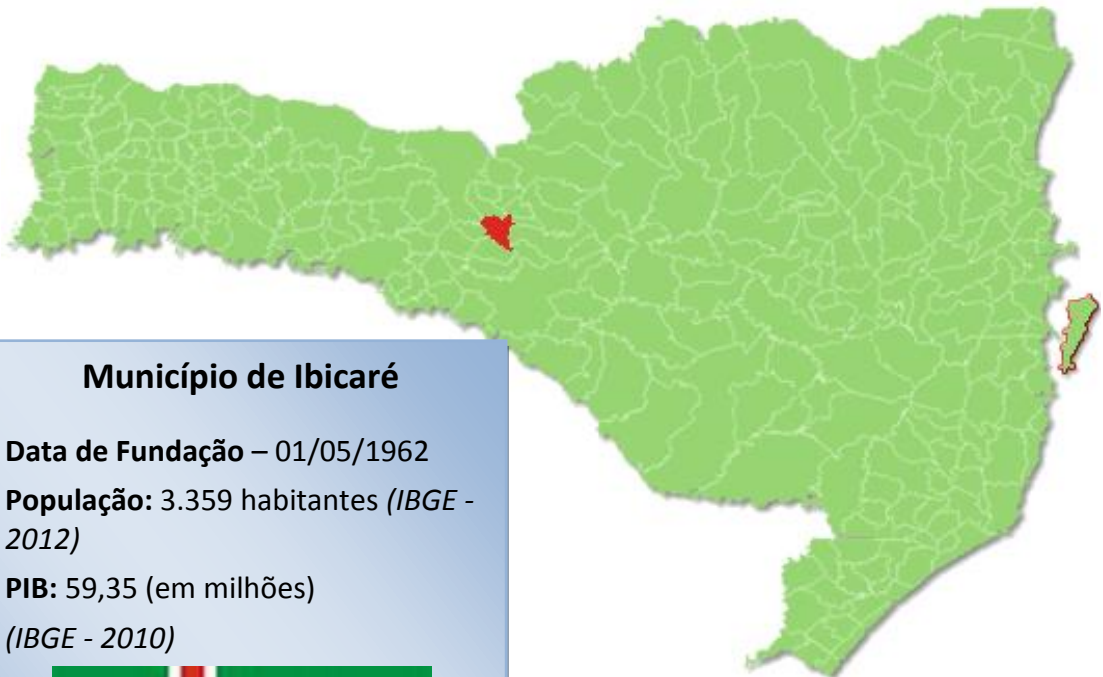 Município de Ibicaré
Data de Fundação – 01/05/1962
População: 3.359 habitantes (IBGE -
2012)
PIB: 59,35 (em milhões)
(IBGE - 2010)